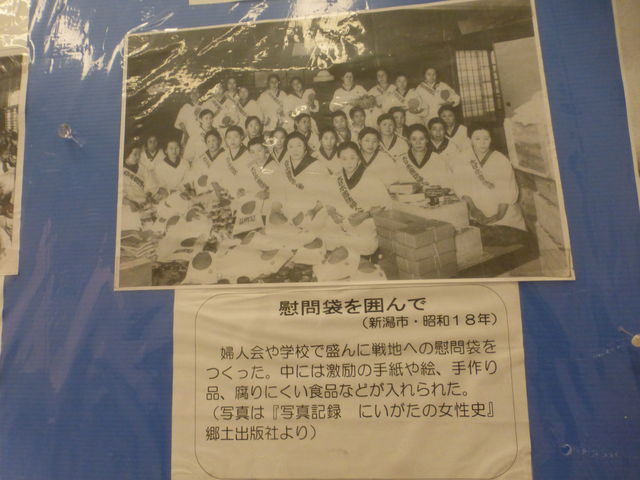 慰問袋を囲んで
（新潟市・昭和１８年）
婦人会や学校で盛んに戦地への慰問袋を
つくった。中には激励の手紙や絵、手作り
品、腐りにくい食品などが入れられた。
（写真は『写真記録　にいがたの女性史』
郷土出版社より）